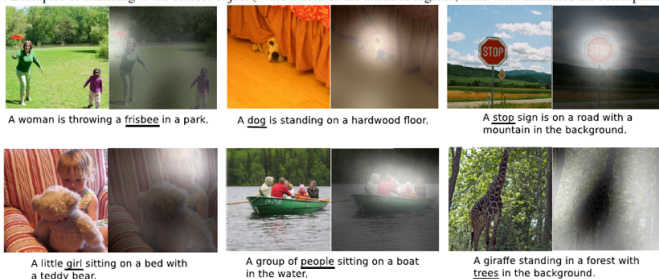 STOP
STOP
A woman is throwing a frisbee in a park.
A dog is standing on a hardwood floor.
A stop sign is on a road with a
mountain in the background.
A little girl sitting on a bed with
a teddy bear.
A group of people sitting on a boat
in the water.
A giraffe standing in a forest with
trees in the background.